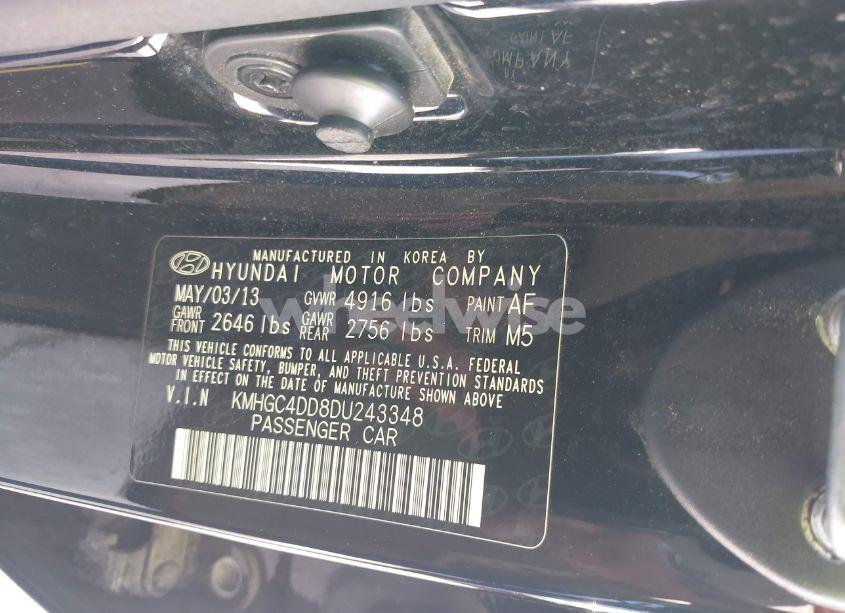 MANUFACTURED IN KOREA BY
HYUNDAI MOTOR COMPANY
MAY/03/13 GVWR 4916 lbs PAINT AF
GAWR FRONT 2646 lbs GAWR REAR 2756 lbs TRIM M5
THIS VEHICLE CONFORMS TO ALL APPLICABLE U.S.A. FEDERAL
MOTOR VEHICLE SAFETY, BUMPER, AND THEFT PREVENTION STANDARDS
IN EFFECT ON THE DATE OF MANUFACTURE SHOWN ABOVE
V.I.N KMHGC4DD8DU243348
PASSENGER CAR
wheelwise